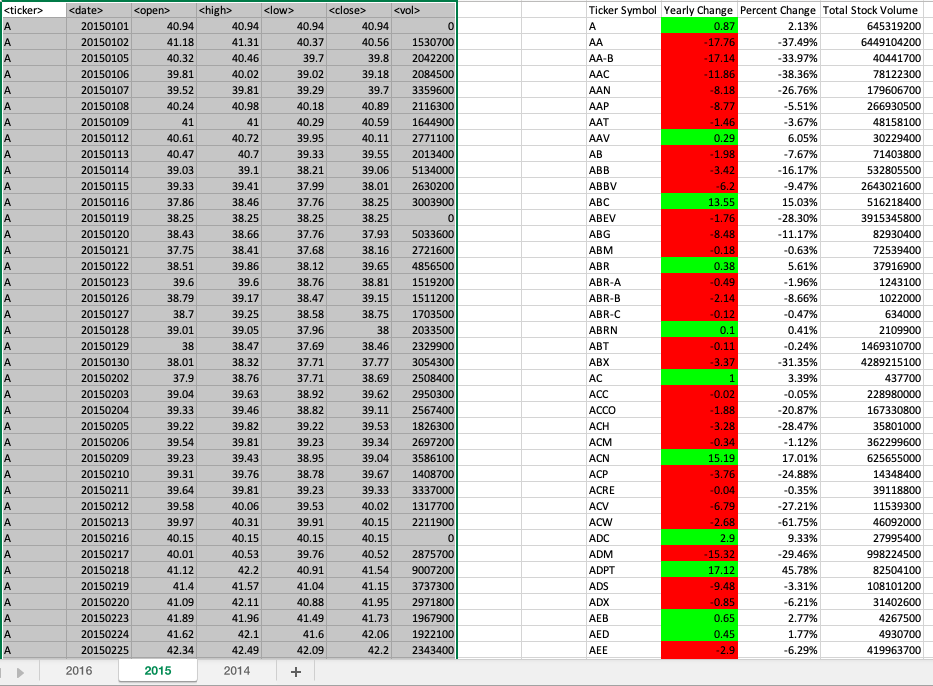 <ticker> <date> <open> <high> <low> <close> <vol> Ticker Symbol Yearly Change Percent Change Total Stock Volume
A 20150101 40.94 40.94 40.94 40.94 0 A 0.87 2.13% 645319200
A 20150102 41.18 41.31 40.37 40.56 1530700 AA -17.76 -37.49% 6449104200
A 20150105 40.32 40.46 39.7 39.8 2042200 AA-B -17.14 -33.97% 40441700
A 20150106 39.81 40.02 39.02 39.18 2084500 AAC -11.86 -38.36% 78122300
A 20150107 39.52 39.81 39.29 39.7 3359600 AAN -8.18 -26.76% 179606700
A 20150108 40.24 40.98 40.18 40.89 2116300 AAP -8.77 -5.51% 266930500
A 20150109 41 41 40.29 40.59 1644900 AAT -1.46 -3.67% 48158100
A 20150112 40.61 40.72 39.95 40.11 2771100 AAV 0.29 6.05% 30229400
A 20150113 40.47 40.7 39.33 39.55 2013400 AB -1.98 -7.67% 71403800
A 20150114 39.03 39.1 38.21 39.06 5134000 ABB -3.42 -16.17% 532805500
A 20150115 39.33 39.41 37.99 38.01 2630200 ABBV -6.2 -9.47% 2643021600
A 20150116 37.86 38.46 37.76 38.25 3003900 ABC 13.55 15.03% 516218400
A 20150119 38.25 38.25 38.25 38.25 0 ABEV -1.76 -28.30% 3915345800
A 20150120 38.43 38.66 37.76 37.93 5033600 ABG -8.48 -11.17% 82930400
A 20150121 37.75 38.41 37.68 38.16 2721600 ABM -0.18 -0.63% 72539400
A 20150122 38.51 39.86 38.12 39.65 4856500 ABR 0.38 5.61% 37916900
A 20150123 39.6 39.6 38.76 38.81 1519200 ABR-A -0.49 -1.96% 1243100
A 20150126 38.79 39.17 38.47 39.15 1511200 ABR-B -2.14 -8.66% 1022000
A 20150127 38.7 39.25 38.58 38.75 1703500 ABR-C -0.12 -0.47% 634000
A 20150128 39.01 39.05 37.96 38 2033500 ABRN 0.1 0.41% 2109900
A 20150129 38 38.47 37.69 38.46 2329900 ABT -0.11 -0.24% 1469310700
A 20150130 38.01 38.32 37.71 37.77 3054300 ABX -3.37 -31.35% 4289215100
A 20150202 37.9 38.76 37.71 38.69 2508400 AC 1 3.39% 437700
A 20150203 39.04 39.63 38.92 39.62 2950300 ACC -0.02 -0.05% 228980000
A 20150204 39.33 39.46 38.82 39.11 2567400 ACCO -1.88 -20.87% 167330800
A 20150205 39.22 39.82 39.22 39.53 1826300 ACH -3.28 -28.47% 35801000
A 20150206 39.54 39.81 39.23 39.34 2697200 ACM -0.34 -1.12% 362299600
A 20150209 39.23 39.43 38.95 39.04 3586100 ACN 15.19 17.01% 625655000
A 20150210 39.31 39.76 38.78 39.67 1408700 ACP -3.76 -24.88% 14348400
A 20150211 39.64 39.81 39.23 39.33 3337000 ACRE -0.04 -0.35% 39118800
A 20150212 39.58 40.06 39.53 40.02 1317700 ACV -6.79 -27.21% 11539300
A 20150213 39.97 40.31 39.91 40.15 2211900 ACW -2.68 -61.75% 46092000
A 20150216 40.15 40.15 40.15 40.15 0 ADC 2.9 9.33% 27995400
A 20150217 40.01 40.53 39.76 40.52 2875700 ADM -15.32 -29.46% 998224500
A 20150218 41.12 42.2 40.91 41.54 9007200 ADPT 17.12 45.78% 82504100
A 20150219 41.4 41.57 41.04 41.15 3737300 ADS -9.48 -3.31% 108101200
A 20150220 41.09 42.11 40.88 41.95 2971800 ADX -0.85 -6.21% 31402600
A 20150223 41.89 41.96 41.49 41.73 1967900 AEB 0.65 2.77% 4267500
A 20150224 41.62 42.1 41.6 42.06 1922100 AED 0.45 1.77% 4930700
A 20150225 42.34 42.49 42.09 42.2 2343400 AEE -2.9 -6.29% 419963700
2016 2015 2014 +